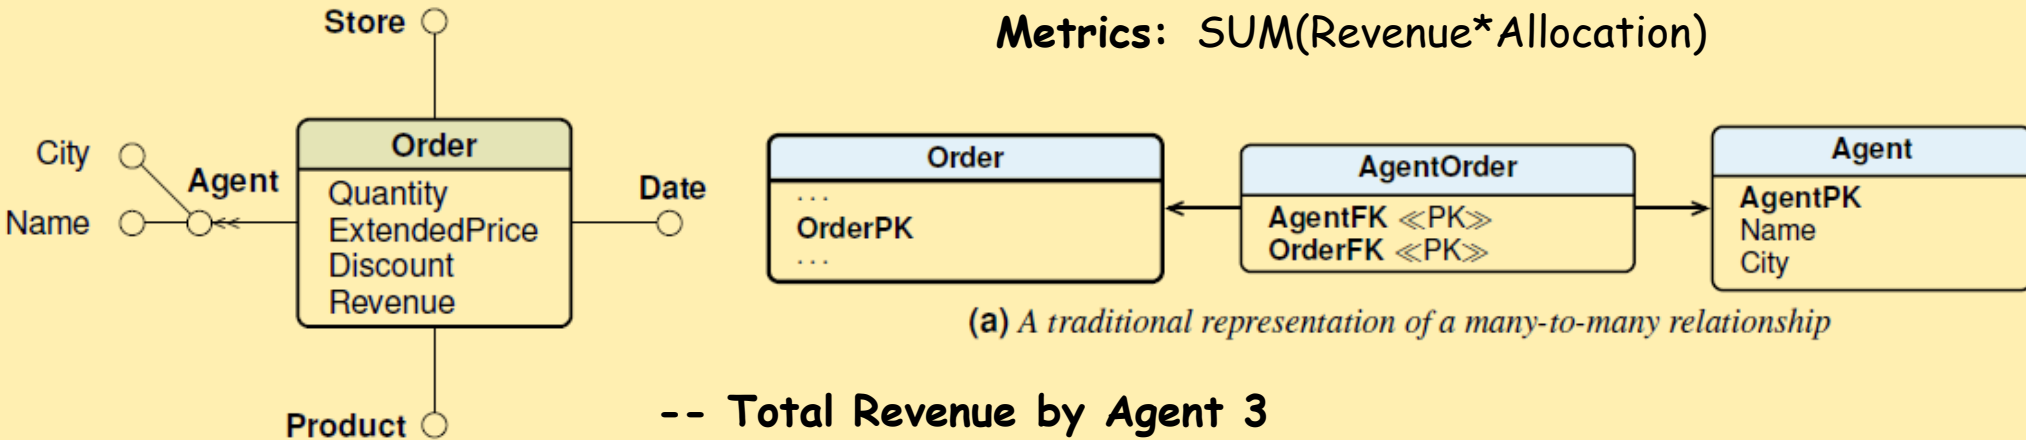 Store
Metrics: SUM(Revenue*Allocation)
City
Name
Agent
Order
Quantity
ExtendedPrice
Discount
Revenue
Date
Product
Order
...
OrderPK
...
AgentOrder
AgentFK ≪PK≫
OrderFK ≪PK≫
Agent
AgentPK
Name
City
(a) A traditional representation of a many-to-many relationship
-- Total Revenue by Agent 3